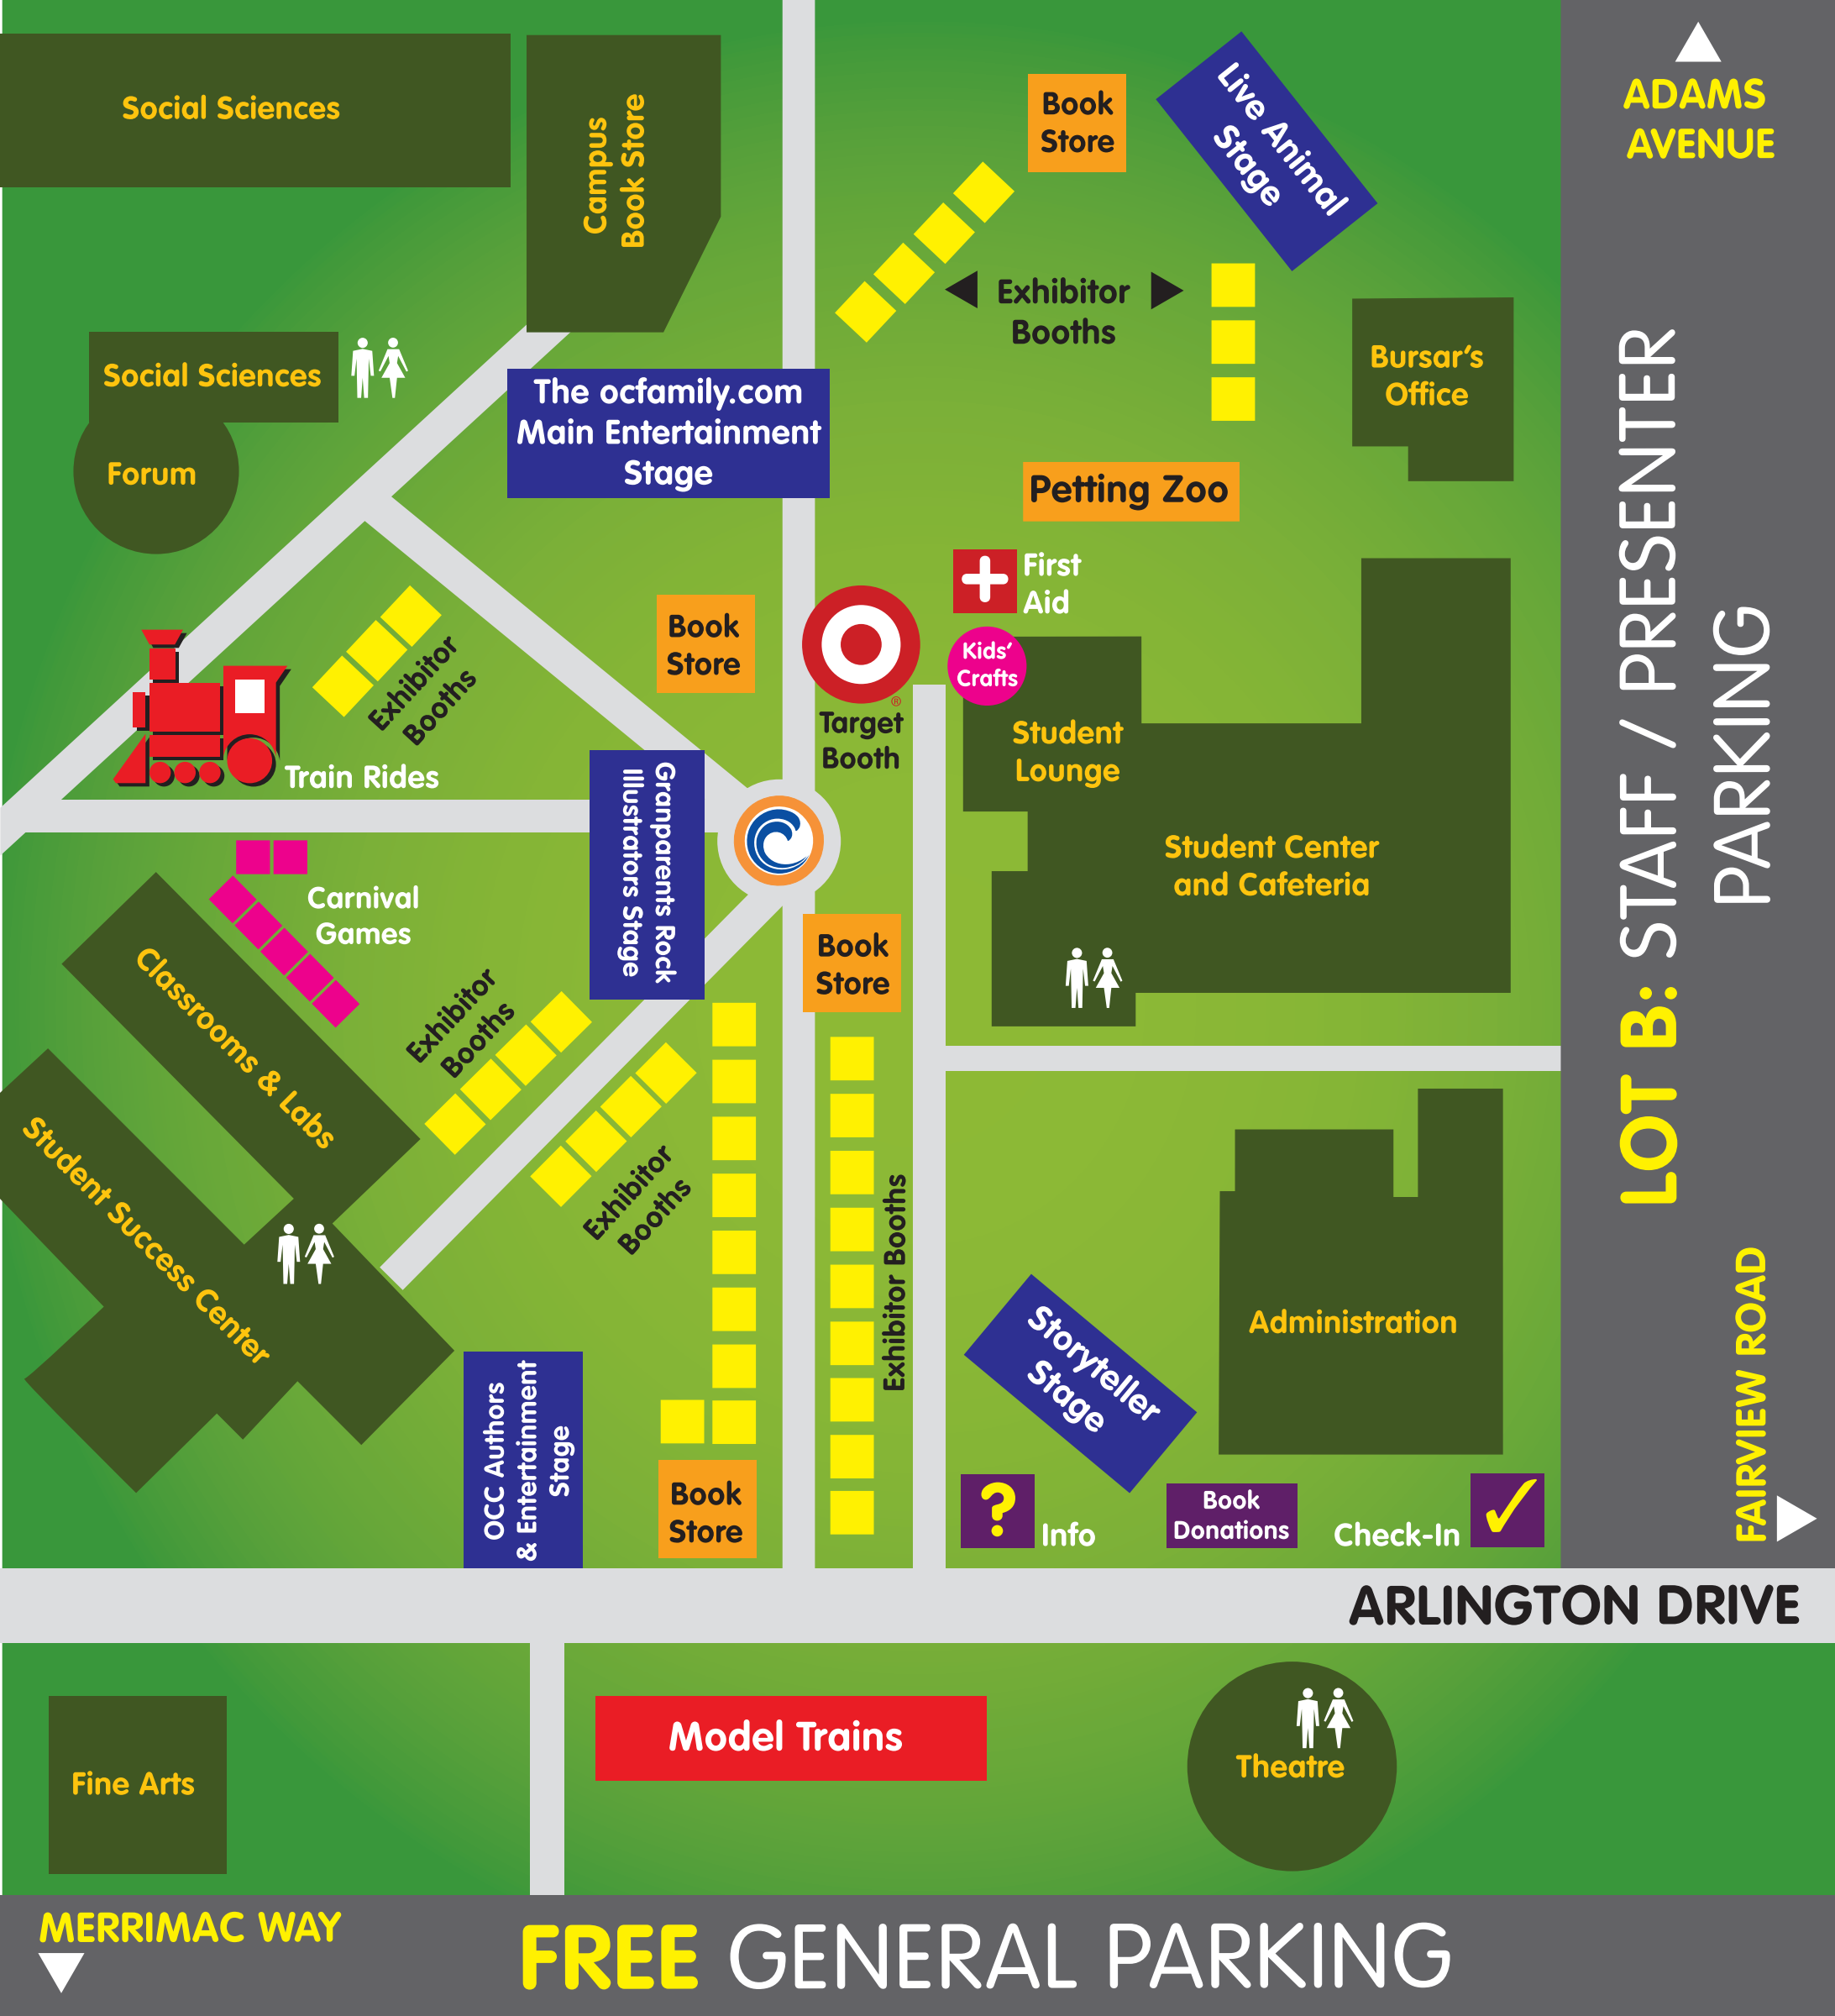 Social Sciences
Campus
Book Store
Book
Store
Live Animal
Stage
ADAMS
AVENUE
Exhibitor
Booths
Social Sciences
Forum
The ocfamily.com
Main Entertainment
Stage
Bursar's
Office
Petting Zoo
First
Aid
Kids'
Crafts
Book
Store
®
Target
Booth
Exhibitor
Booths
Train Rides
Student
Lounge
Student Center
and Cafeteria
LOT B: STAFF / PRESENTER
PARKING
Granparents Rock
Illustrators Stage
Carnival
Games
Book
Store
Classrooms & Labs
Exhibitor
Booths
Student Success Center
Exhibitor
Booths
Exhibitor Booths
Storyteller
Stage
Administration
FAIRVIEW ROAD
OCC Authors
& Entertainment
Stage
Book
Store
?
Info
Book
Donations
Check-In
ARLINGTON DRIVE
Fine Arts
Model Trains
Theatre
MERRIMAC WAY
FREE GENERAL PARKING